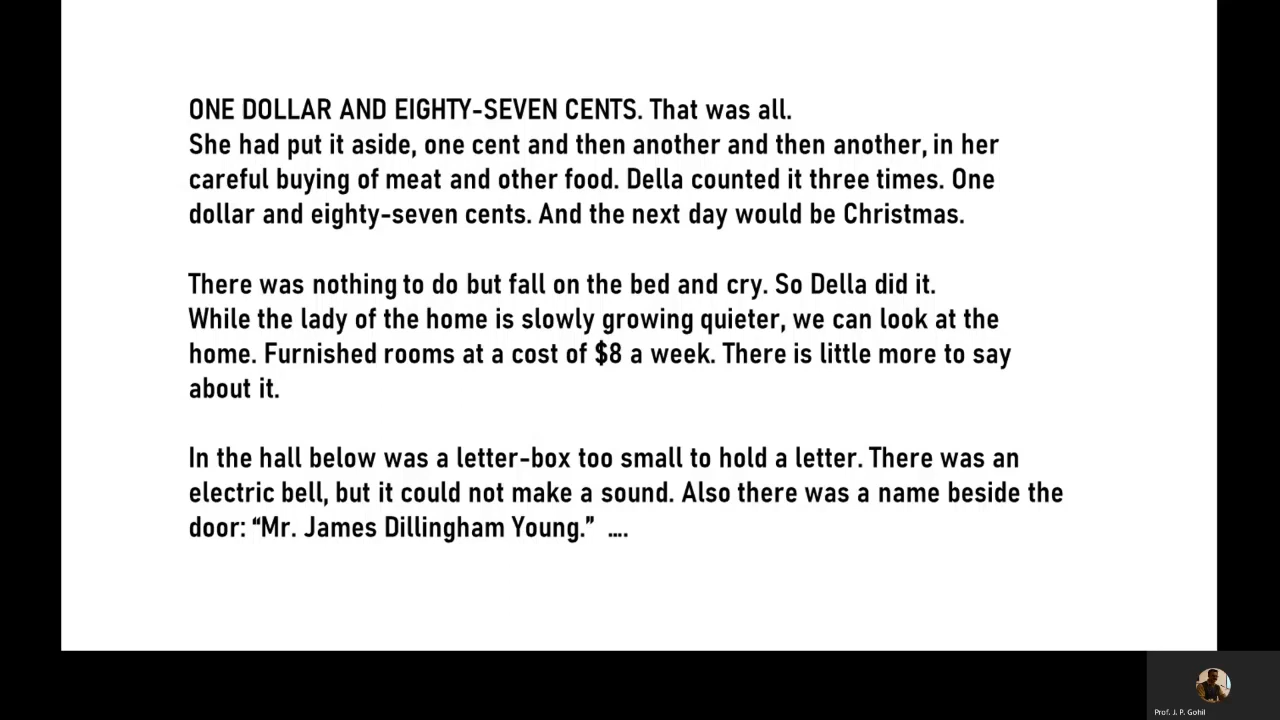 ONE DOLLAR AND EIGHTY-SEVEN CENTS. That was all.
She had put it aside, one cent and then another and then another, in her
careful buying of meat and other food. Della counted it three times. One
dollar and eighty-seven cents. And the next day would be Christmas.
There was nothing to do but fall on the bed and cry. So Della did it.
While the lady of the home is slowly growing quieter, we can look at the
home. Furnished rooms at a cost of $8 a week. There is little more to say
about it.
In the hall below was a letter-box too small to hold a letter. There was an
electric bell, but it could not make a sound. Also there was a name beside the
door: “Mr. James Dillingham Young.” ....
Prof. J. P. Gohil